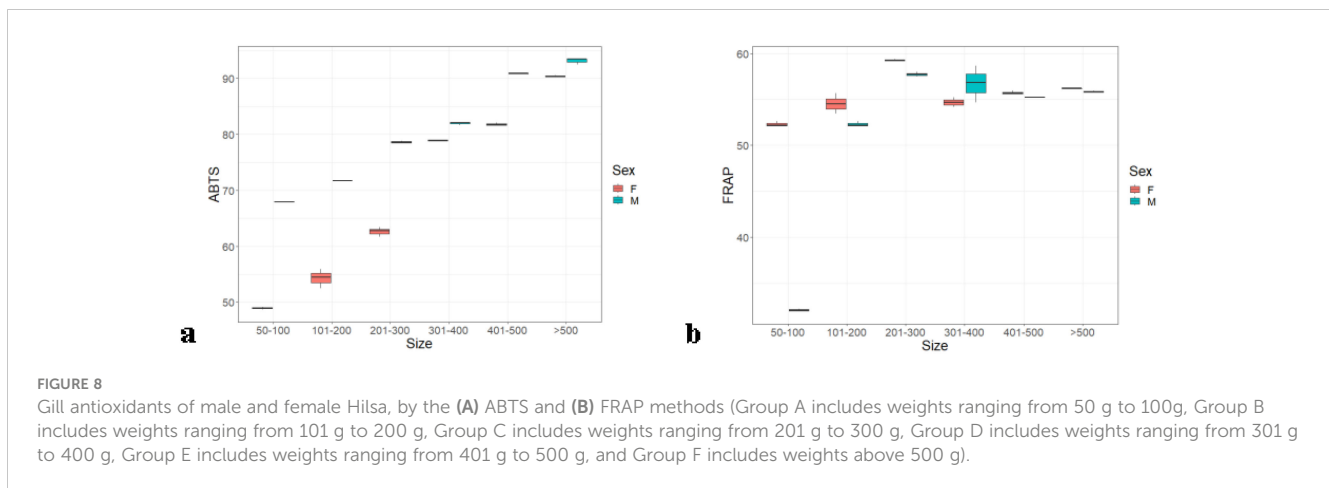 90
80
70
60
50
ABTS
50-100 101-200 201-300 301-400 401-500 >500
Size
Sex
F
M
a
60
50
40
FRAP
50-100 101-200 201-300 301-400 401-500 >500
Size
Sex
F
M
b
FIGURE 8
Gill antioxidants of male and female Hilsa, by the (A) ABTS and (B) FRAP methods (Group A includes weights ranging from 50 g to 100g, Group B
includes weights ranging from 101 g to 200 g, Group C includes weights ranging from 201 g to 300 g, Group D includes weights ranging from 301 g
to 400 g, Group E includes weights ranging from 401 g to 500 g, and Group F includes weights above 500 g).